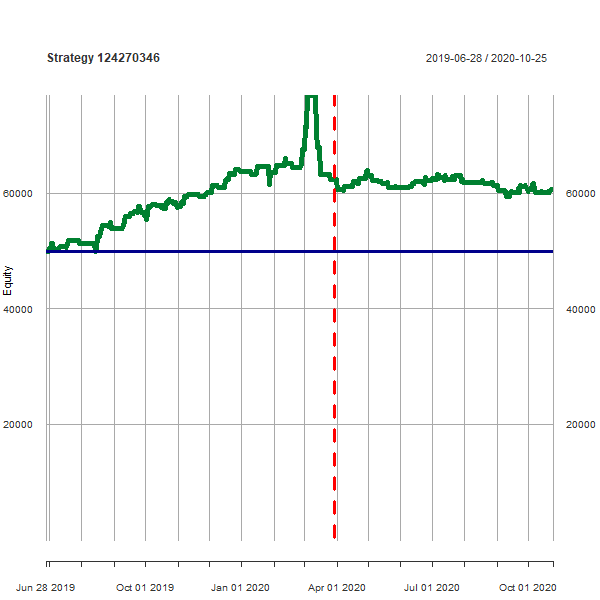 Strategy 124270346
2019-06-28 / 2020-10-25
60000
60000
Equity
40000
40000
20000
20000
Jun 28 2019
Oct 01 2019
Jan 01 2020
Apr 01 2020
Jul 01 2020
Oct 01 2020